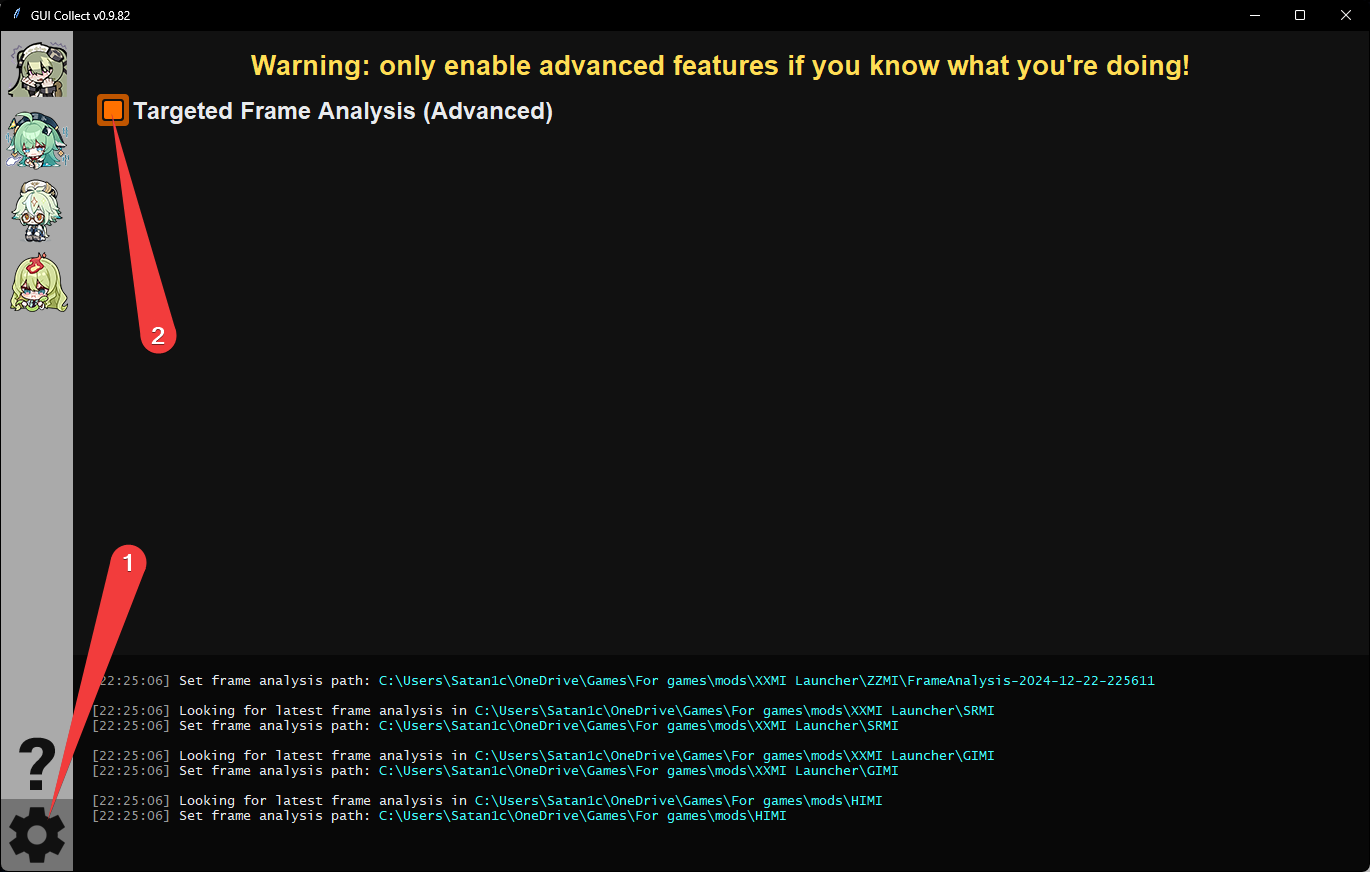 GUI Collect v0.9.82
Warning: only enable advanced features if you know what you're doing!
Targeted Frame Analysis (Advanced)
2
1
[22:25:06] Set frame analysis path: C:\Users\Satan1c\OneDrive\Games\For games\mods\XXMI Launcher\ZZMI\FrameAnalysis-2024-12-22-225611
[22:25:06] Looking for latest frame analysis in C:\Users\Satan1c\OneDrive\Games\For games\mods\XXMI Launcher\SRMI
[22:25:06] Set frame analysis path: C:\Users\Satan1c\OneDrive\Games\For games\mods\XXMI Launcher\SRMI
[22:25:06] Looking for latest frame analysis in C:\Users\Satan1c\OneDrive\Games\For games\mods\XXMI Launcher\GIMI
[22:25:06] Set frame analysis path: C:\Users\Satan1c\OneDrive\Games\For games\mods\XXMI Launcher\GIMI
[22:25:06] Looking for latest frame analysis in C:\Users\Satan1c\OneDrive\Games\For games\mods\HIMI
[22:25:06] Set frame analysis path: C:\Users\Satan1c\OneDrive\Games\For games\mods\HIMI
?